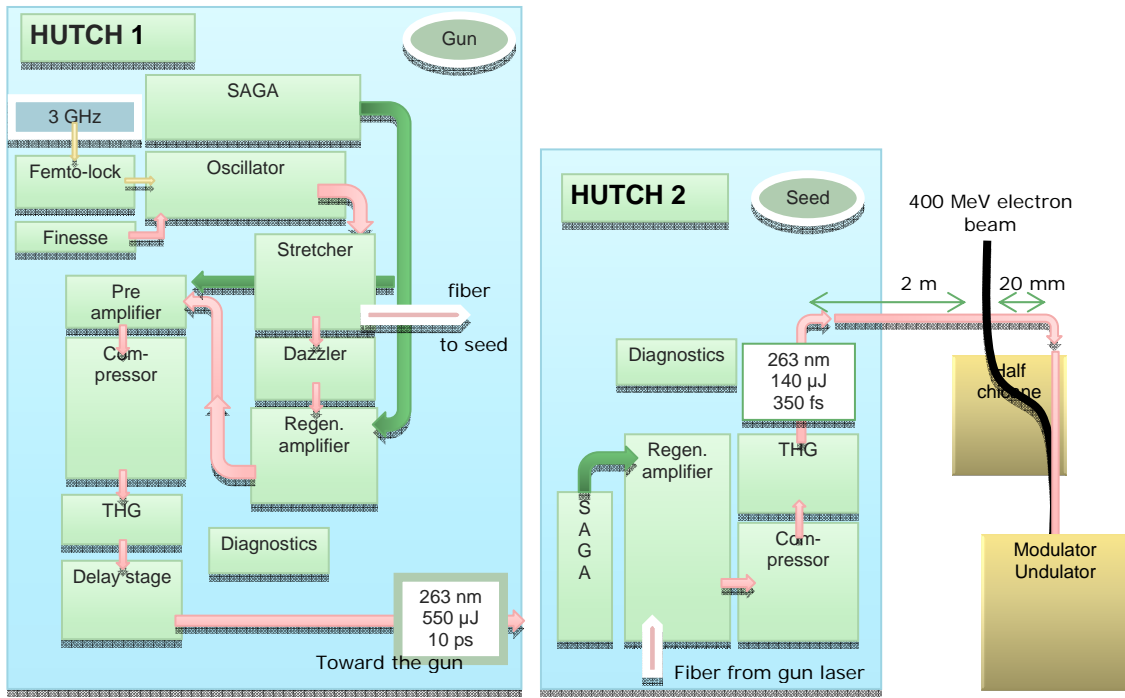 HUTCH 1
Gun
SAGA
3 GHz
Femto-lock
Oscillator
Finesse
Stretcher
Pre
amplifier
fiber
to seed
Com-
pressor
Dazzler
Regen.
amplifier
THG
Diagnostics
Delay stage
263 nm
550 µJ
10 ps
Toward the gun
HUTCH 2
Seed
400 MeV electron
beam
2 m
20 mm
Diagnostics
263 nm
140 µJ
350 fs
Half
chicane
Regen.
amplifier
THG
S
A
G
A
Com-
pressor
Modulator
Undulator
Fiber from gun laser